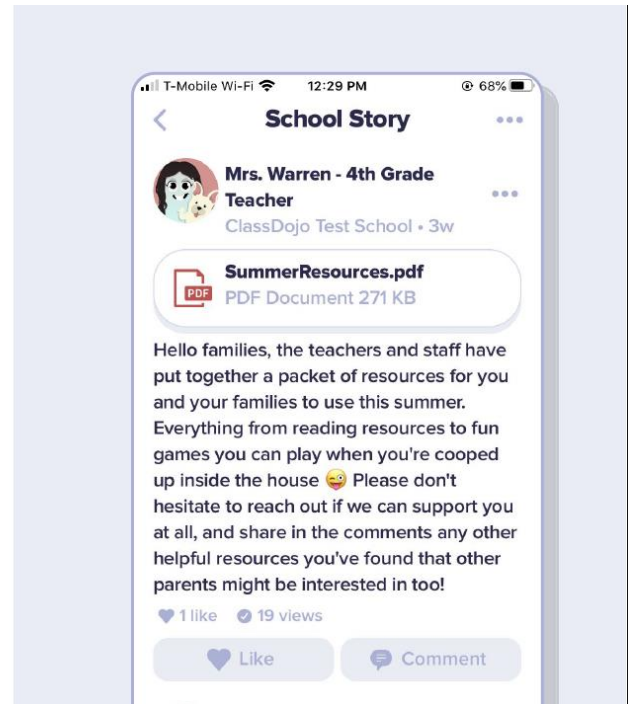 T-Mobile Wi-Fi 12:29 PM 68%
School Story
Mrs. Warren - 4th Grade
Teacher
ClassDojo Test School • 3w
SummerResources.pdf
PDF
PDF Document 271 KB
Hello families, the teachers and staff have
put together a packet of resources for you
and your families to use this summer.
Everything from reading resources to fun
games you can play when you're cooped
up inside the house 😜 Please don't
hesitate to reach out if we can support you
at all, and share in the comments any other
helpful resources you've found that other
parents might be interested in too!
1 like 19 views
Like Comment